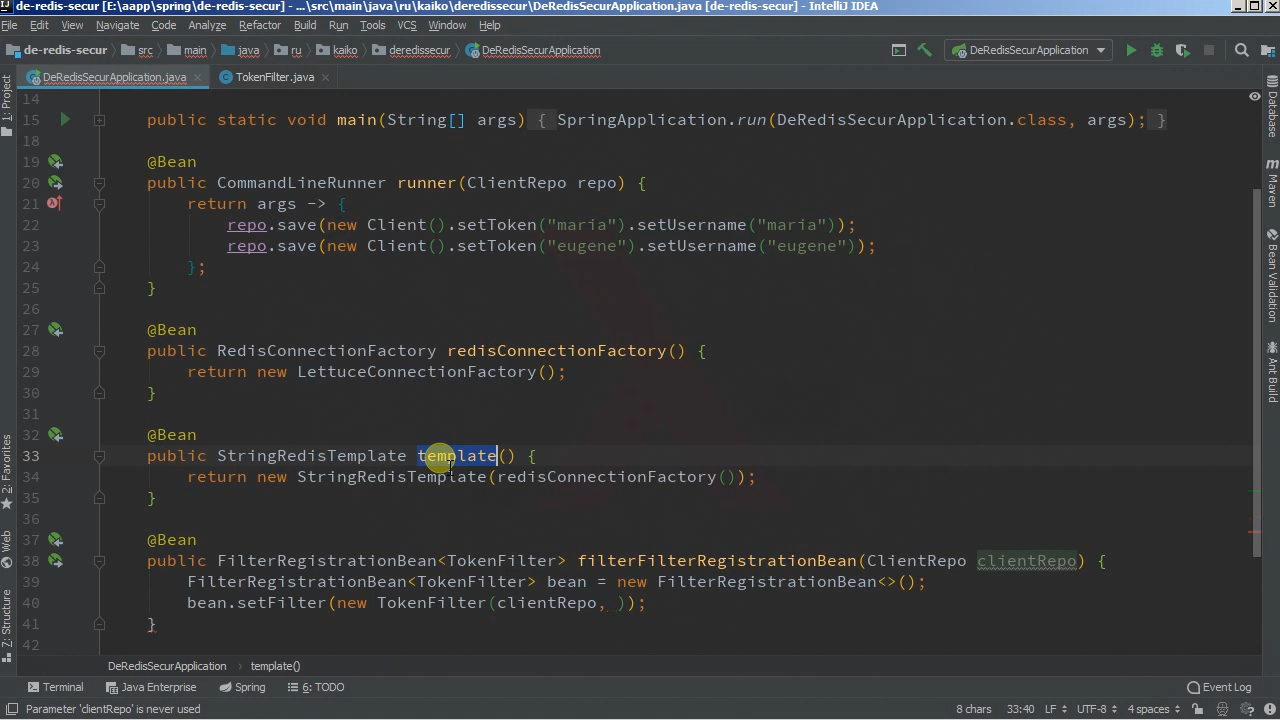 de-redis-secur [E:\aapp\spring\de-redis-secur] - ...\src\main\java\ru\kaiko\deredissecur\DeRedisSecurApplication.java [de-redis-secur] - IntelliJ IDEA
File Edit View Navigate Code Analyze Refactor Build Run Tools VCS Window Help
de-redis-secur src main java ru kaiko deredissecur DeRedisSecurApplication DeRedisSecurApplication
DeRedisSecurApplication.java TokenFilter.java
1: Project
2: Favorites
Web
Z: Structure
14
15 public static void main(String[] args) { SpringApplication.run(DeRedisSecurApplication.class, args); }
18
19 @Bean
20 public CommandLineRunner runner(ClientRepo repo) {
21 return args -> {
22 repo.save(new Client().setToken("maria").setUsername("maria"));
23 repo.save(new Client().setToken("eugene").setUsername("eugene"));
24 };
25 }
26
27 @Bean
28 public RedisConnectionFactory redisConnectionFactory() {
29 return new LettuceConnectionFactory();
30 }
31
32 @Bean
33 public StringRedisTemplate template() {
34 return new StringRedisTemplate(redisConnectionFactory());
35 }
36
37 @Bean
38 public FilterRegistrationBean<TokenFilter> filterFilterRegistrationBean(ClientRepo clientRepo) {
39 FilterRegistrationBean<TokenFilter> bean = new FilterRegistrationBean<>();
40 bean.setFilter(new TokenFilter(clientRepo, ));
41 }
42
Database
Maven
Bean Validation
Ant Build
DeRedisSecurApplication › template()
Terminal Java Enterprise Spring 6: TODO Event Log
Parameter 'clientRepo' is never used 8 chars 33:40 LF UTF-8 4 spaces